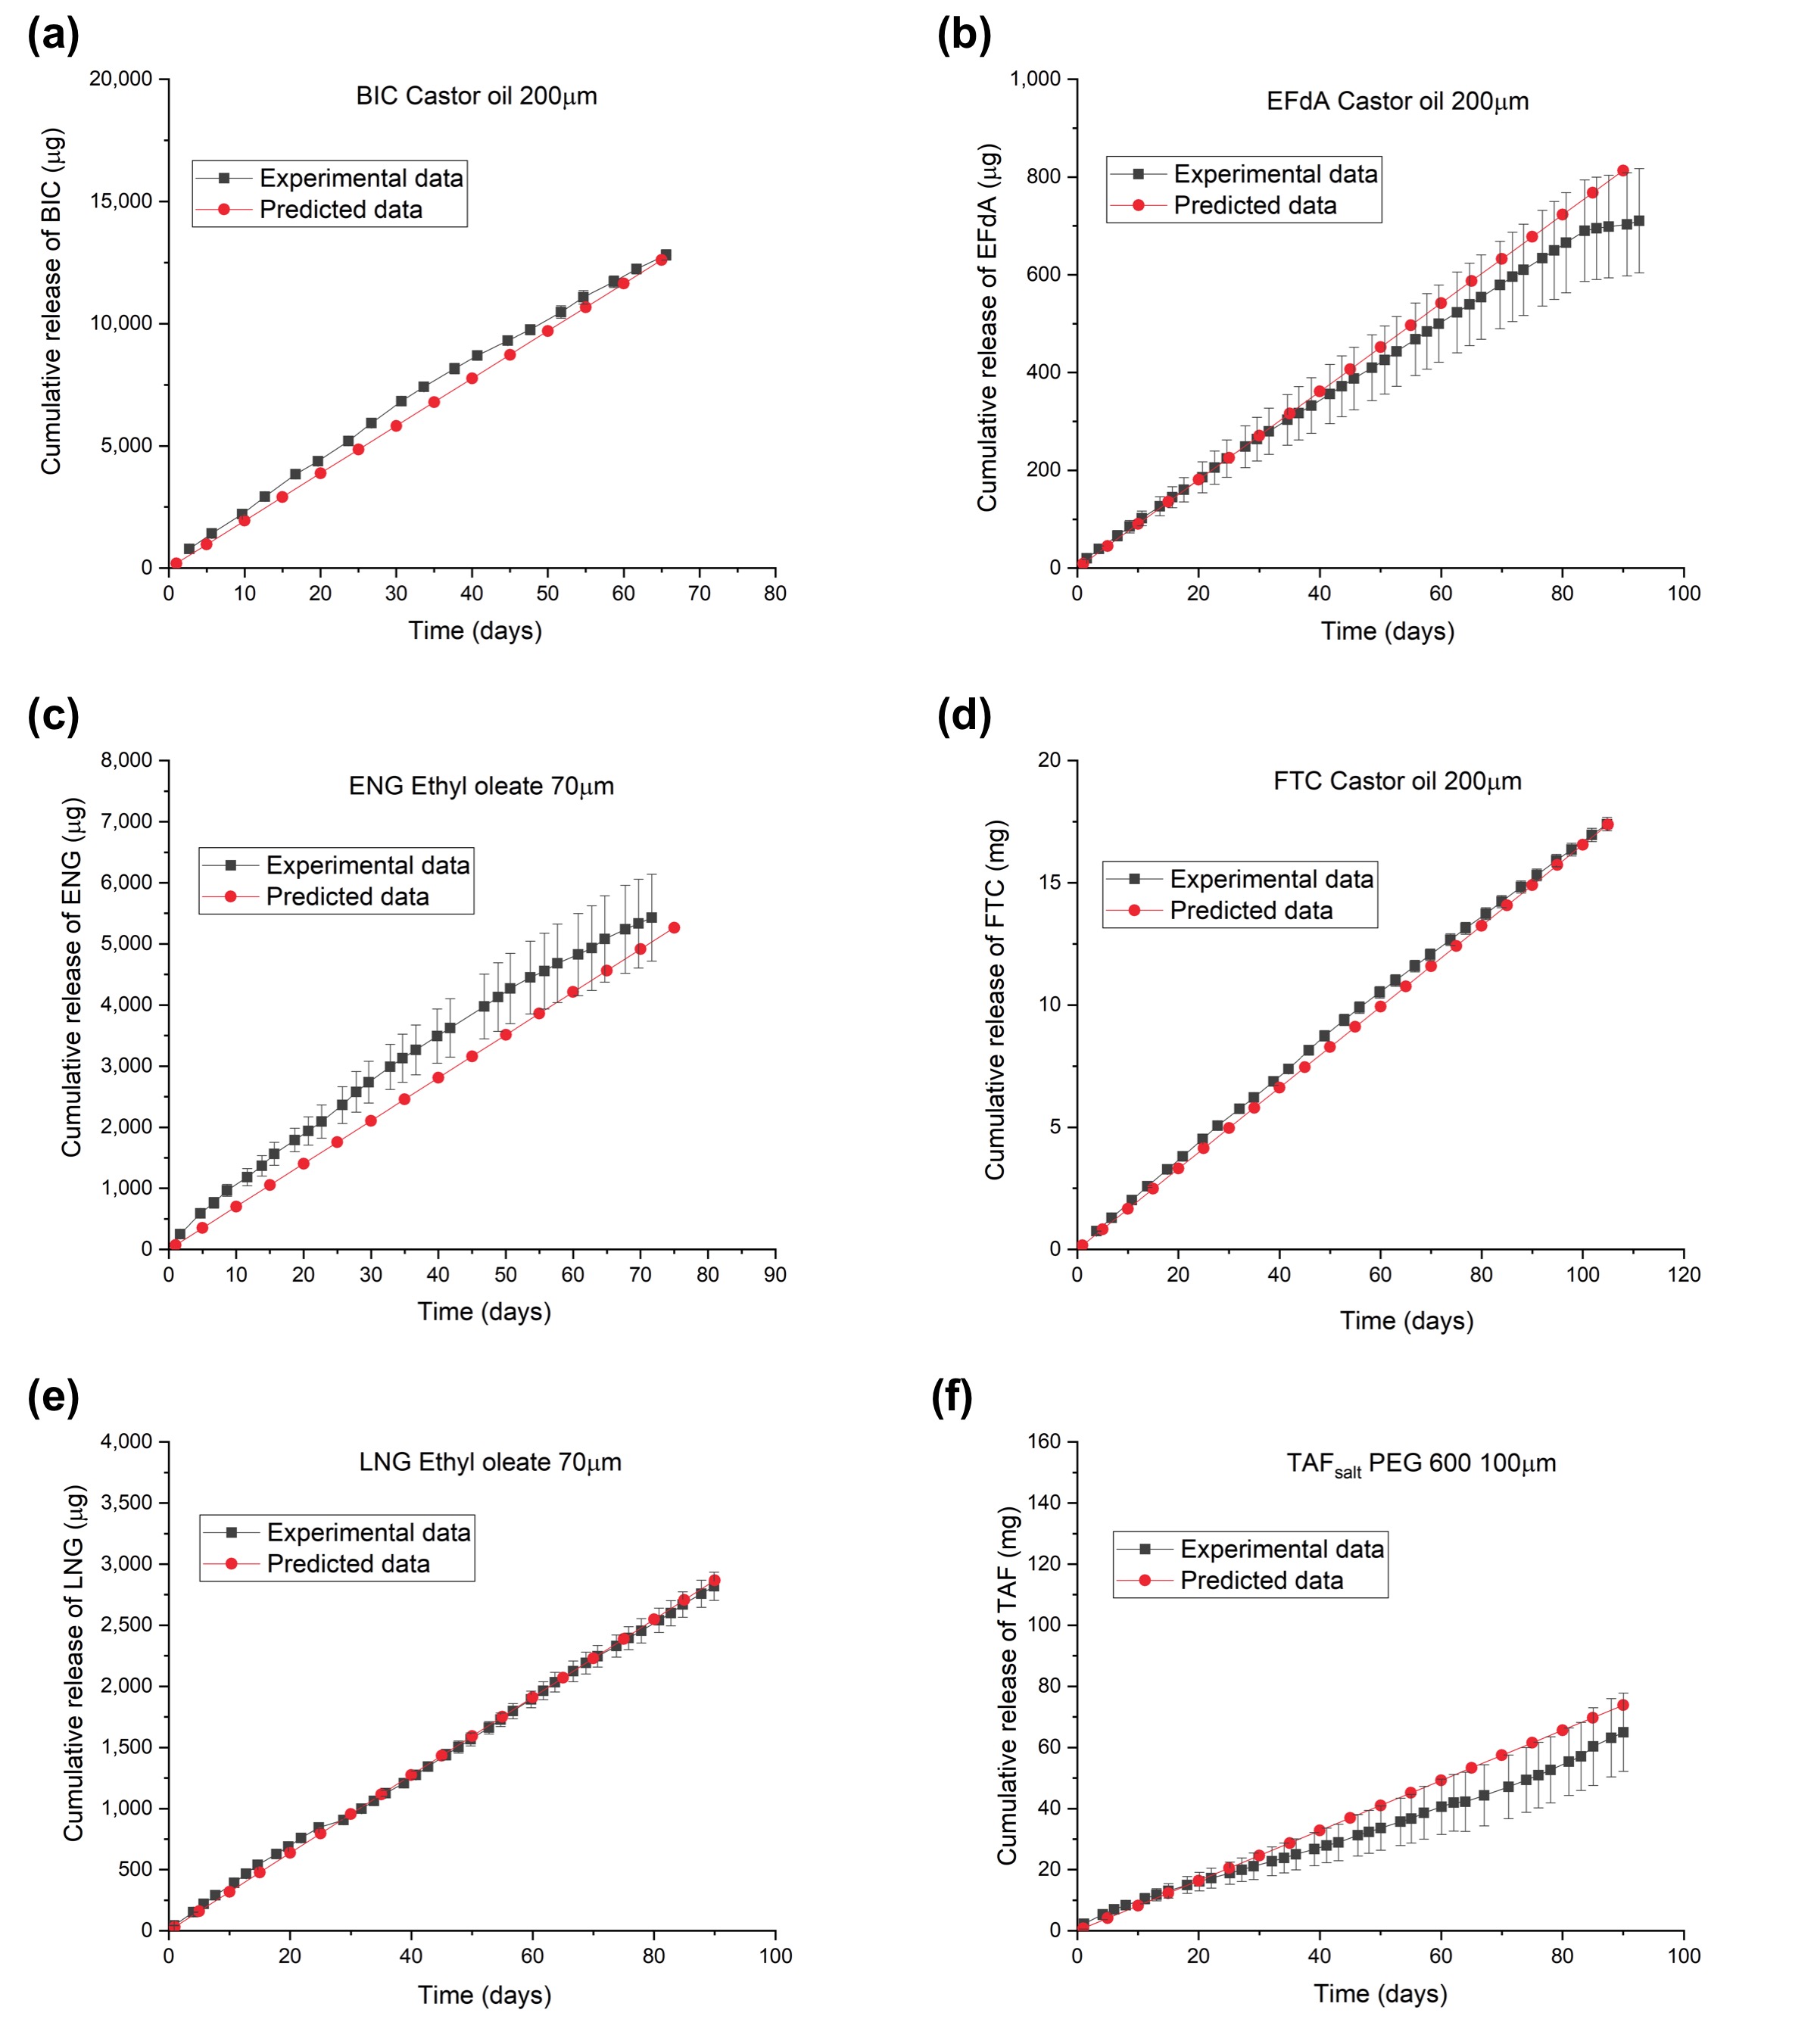 (a)
BIC Castor oil 200μm
Experimental data
Predicted data
Cumulative release of BIC (μg)
20,000
15,000
10,000
5,000
0
0 10 20 30 40 50 60 70 80
Time (days)
(b)
EFdA Castor oil 200μm
Experimental data
Predicted data
Cumulative release of EFdA (μg)
1,000
800
600
400
200
0
0 20 40 60 80 100
Time (days)
(c)
ENG Ethyl oleate 70μm
Experimental data
Predicted data
Cumulative release of ENG (μg)
8,000
7,000
6,000
5,000
4,000
3,000
2,000
1,000
0
0 10 20 30 40 50 60 70 80 90
Time (days)
(d)
FTC Castor oil 200μm
Experimental data
Predicted data
Cumulative release of FTC (mg)
20
15
10
5
0
0 20 40 60 80 100 120
Time (days)
(e)
LNG Ethyl oleate 70μm
Experimental data
Predicted data
Cumulative release of LNG (μg)
4,000
3,500
3,000
2,500
2,000
1,500
1,000
500
0
0 20 40 60 80 100
Time (days)
(f)
TAFsalt PEG 600 100μm
Experimental data
Predicted data
Cumulative release of TAF (mg)
160
140
120
100
80
60
40
20
0
0 20 40 60 80 100
Time (days)